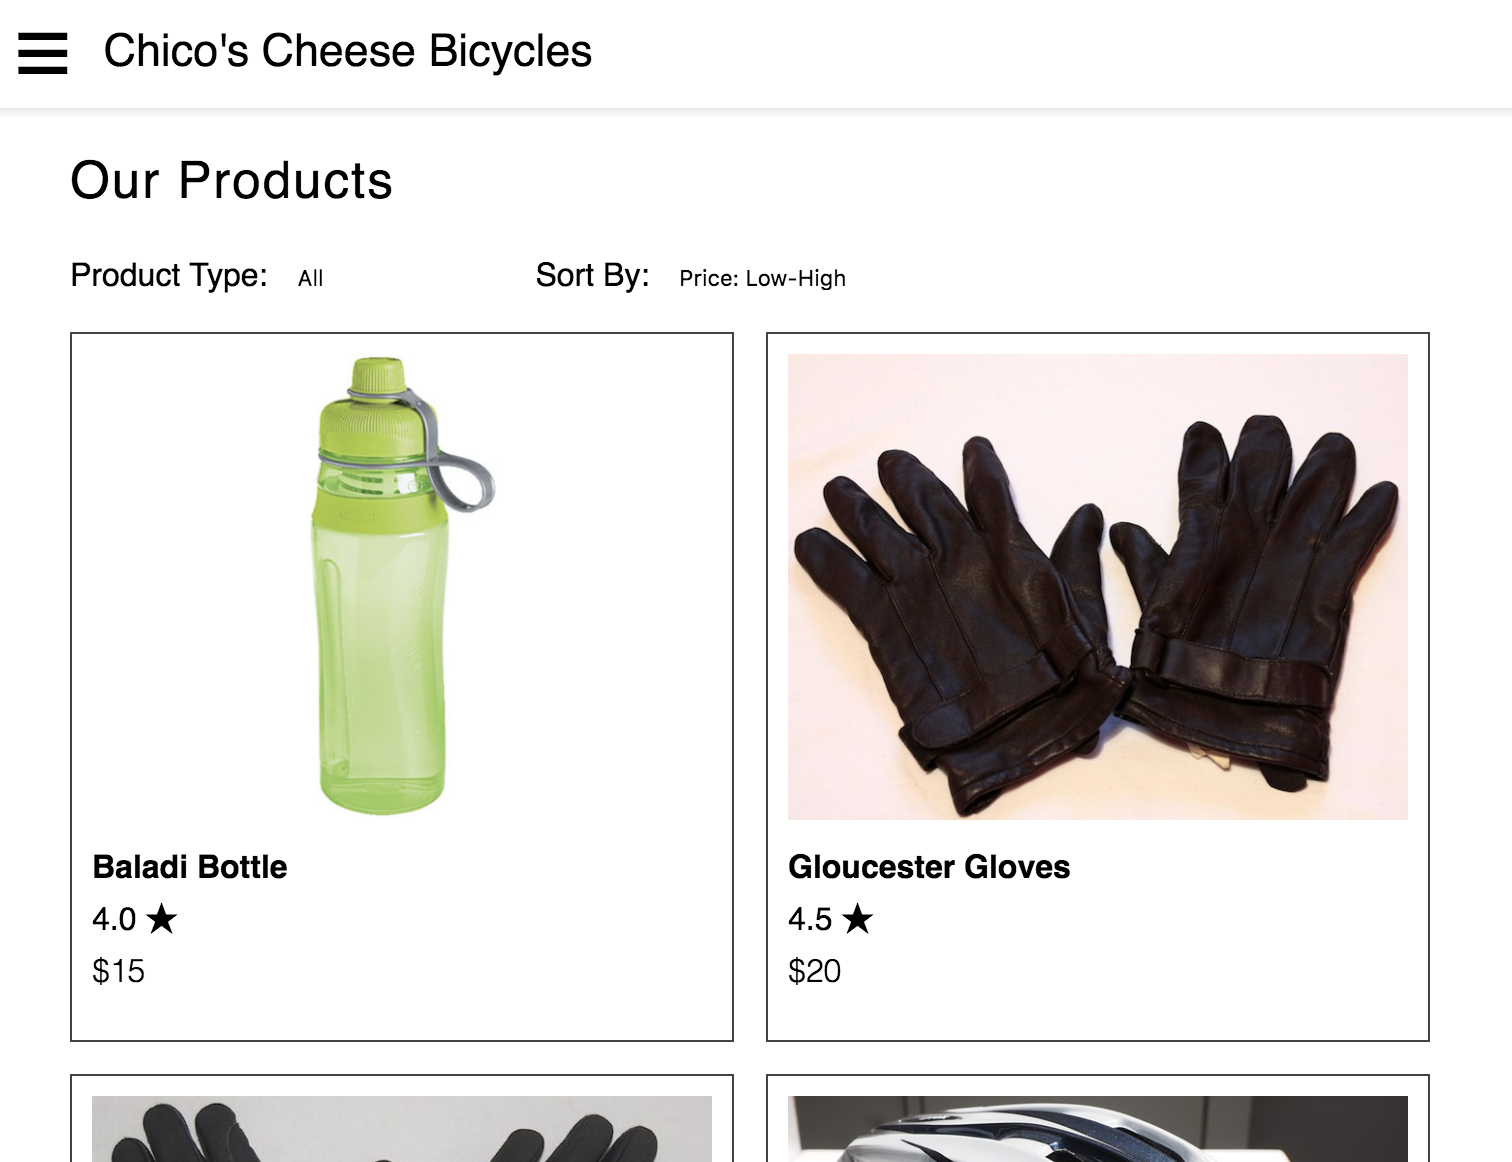 Chico's Cheese Bicycles
Our Products
Product Type: All Sort By: Price: Low-High
Baladi Bottle
4.0 ★
$15
Gloucester Gloves
4.5 ★
$20